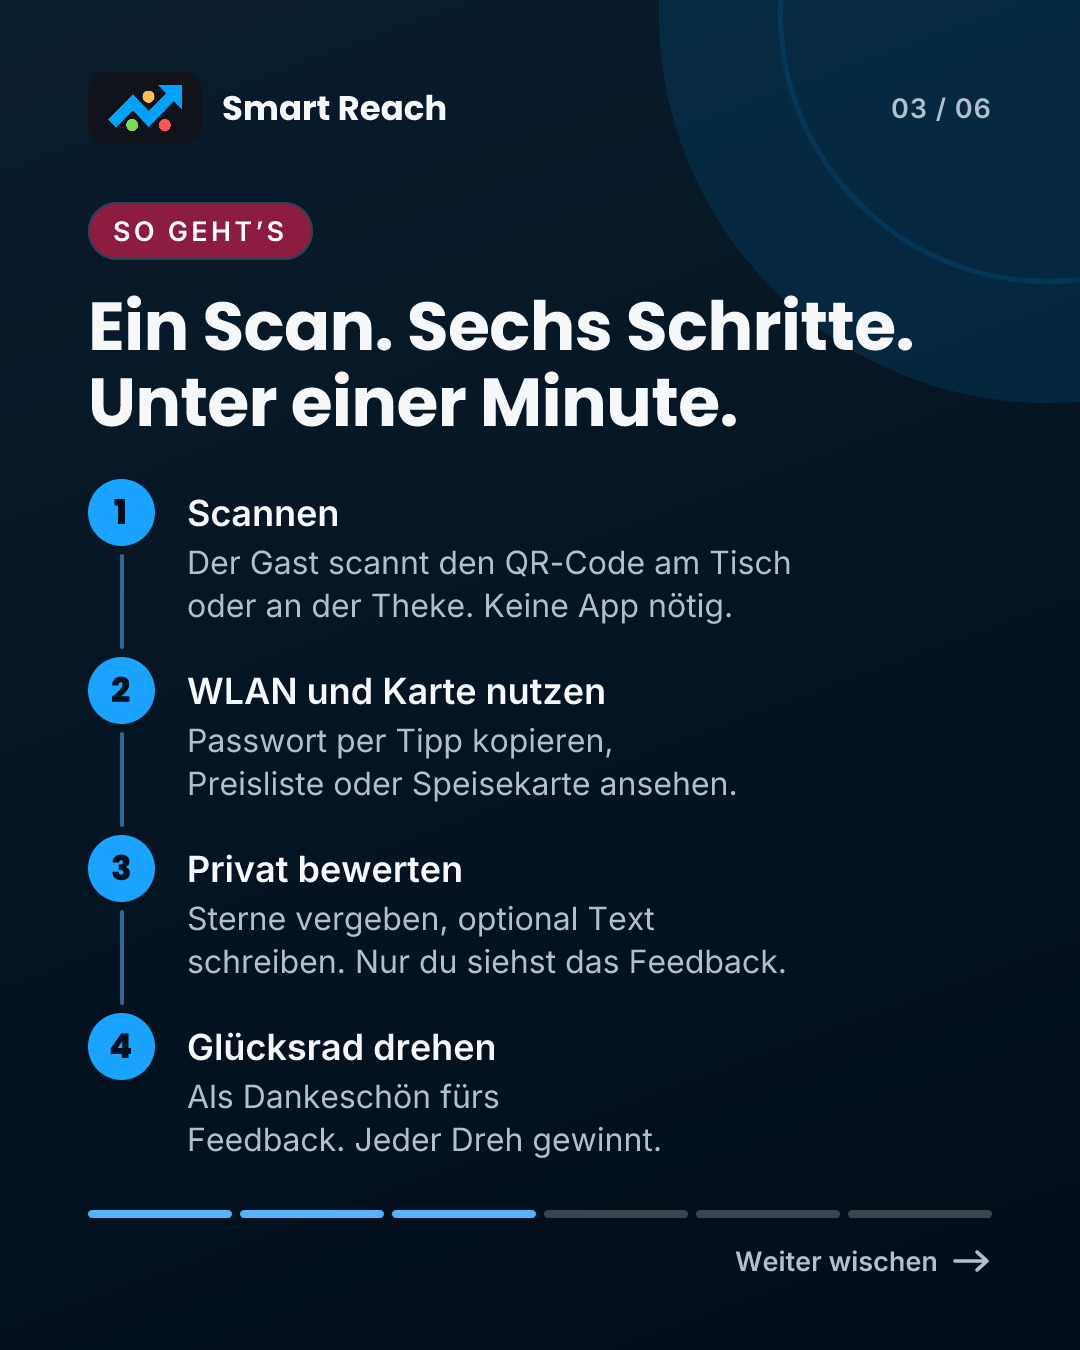 Smart Reach
03 / 06
SO GEHT’S
Ein Scan. Sechs Schritte.
Unter einer Minute.
1
Scannen
Der Gast scannt den QR-Code am Tisch
oder an der Theke. Keine App nötig.
2
WLAN und Karte nutzen
Passwort per Tipp kopieren,
Preisliste oder Speisekarte ansehen.
3
Privat bewerten
Sterne vergeben, optional Text
schreiben. Nur du siehst das Feedback.
4
Glücksrad drehen
Als Dankeschön fürs
Feedback. Jeder Dreh gewinnt.
Weiter wischen →